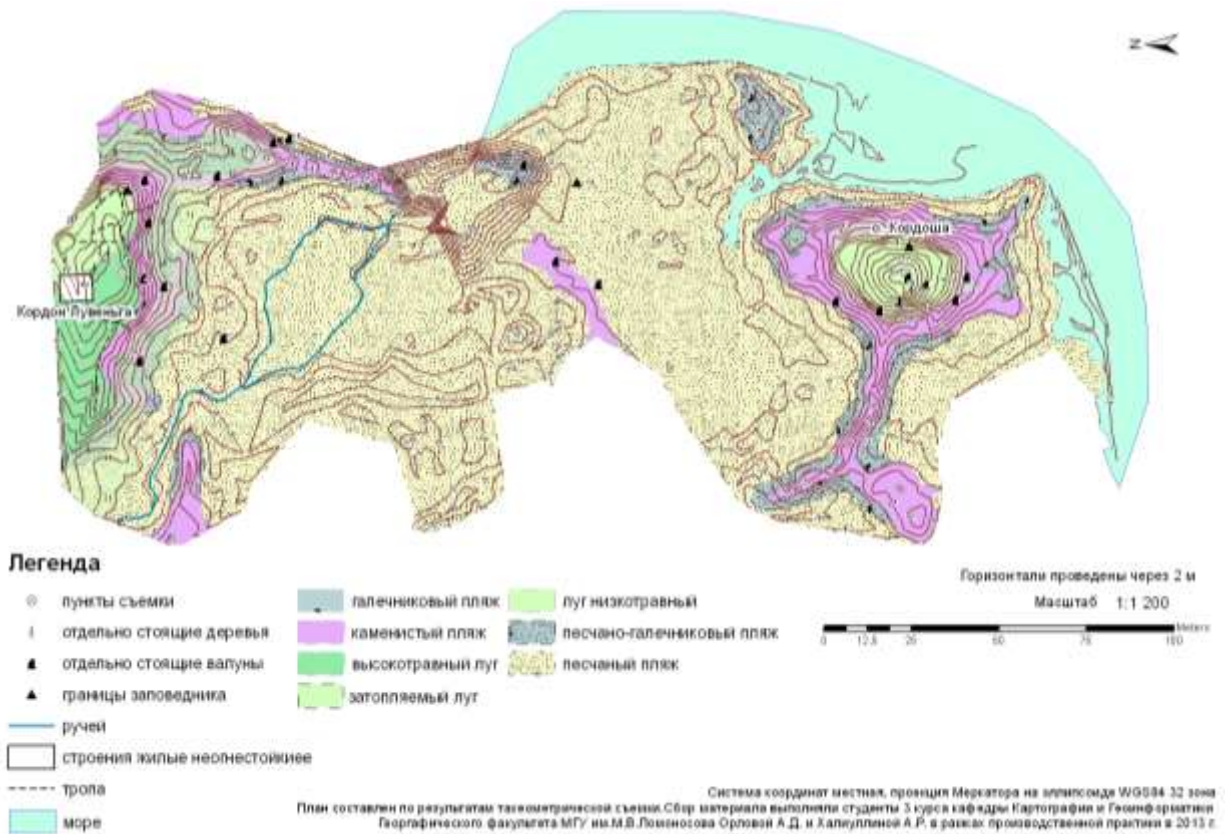 N
о. Кордоша
Кордон Лувеньга
Легенда
пункты съемки
отдельно стоящие деревья
отдельно стоящие валуны
границы заповедника
ручей
строения жилые неогнестойкиее
тропа
море
галечниковый пляж
каменистый пляж
высокотравный луг
затопляемый луг
луг низкотравный
песчано-галечниковый пляж
песчаный пляж
Горизонтали проведены через 2 м
Масштаб 1:1 200
Meters
0 12,5 25 50 75 100
Система координат местная, проекция Меркатора на эллипсоиде WGS84 32 зона
План составлен по результатам тахеометрической съемки. Сбор материала выполняли студенты 3 курса кафедры Картографии и Геоинформатики
Географического факультета МГУ им.М.В.Ломоносова Орловой А.Д. и Халиуллиной А.Р. в рамках производственной практики в 2013 г.